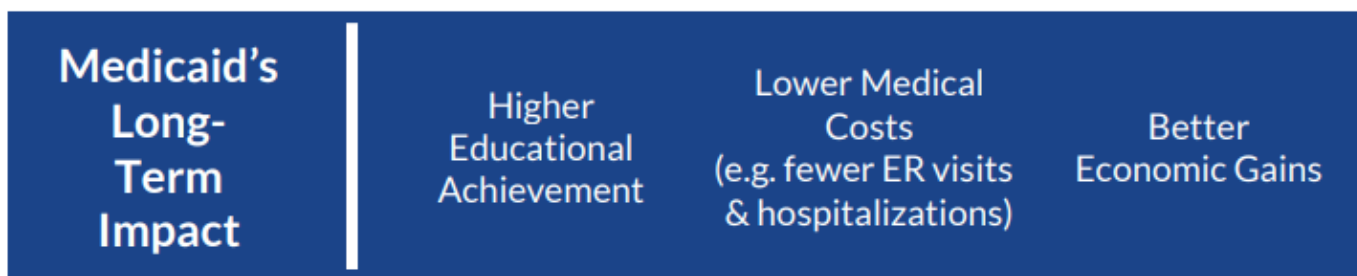 Medicaid’s
Long-
Term
Impact
Higher
Educational
Achievement
Lower Medical
Costs
(e.g. fewer ER visits
& hospitalizations)
Better
Economic Gains